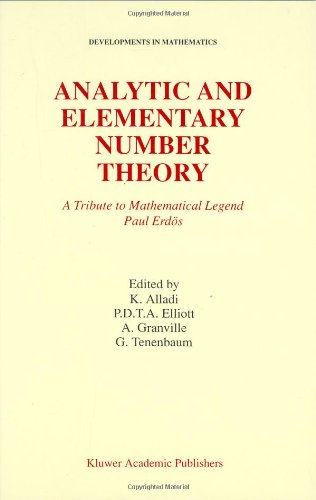 DEVELOPMENTS IN MATHEMATICS
ANALYTIC AND
ELEMENTARY
NUMBER
THEORY
A Tribute to Mathematical Legend
Paul Erdös
Edited by
K. Alladi
P.D.T.A. Elliott
A. Granville
G. Tenenbaum
Kluwer Academic Publishers